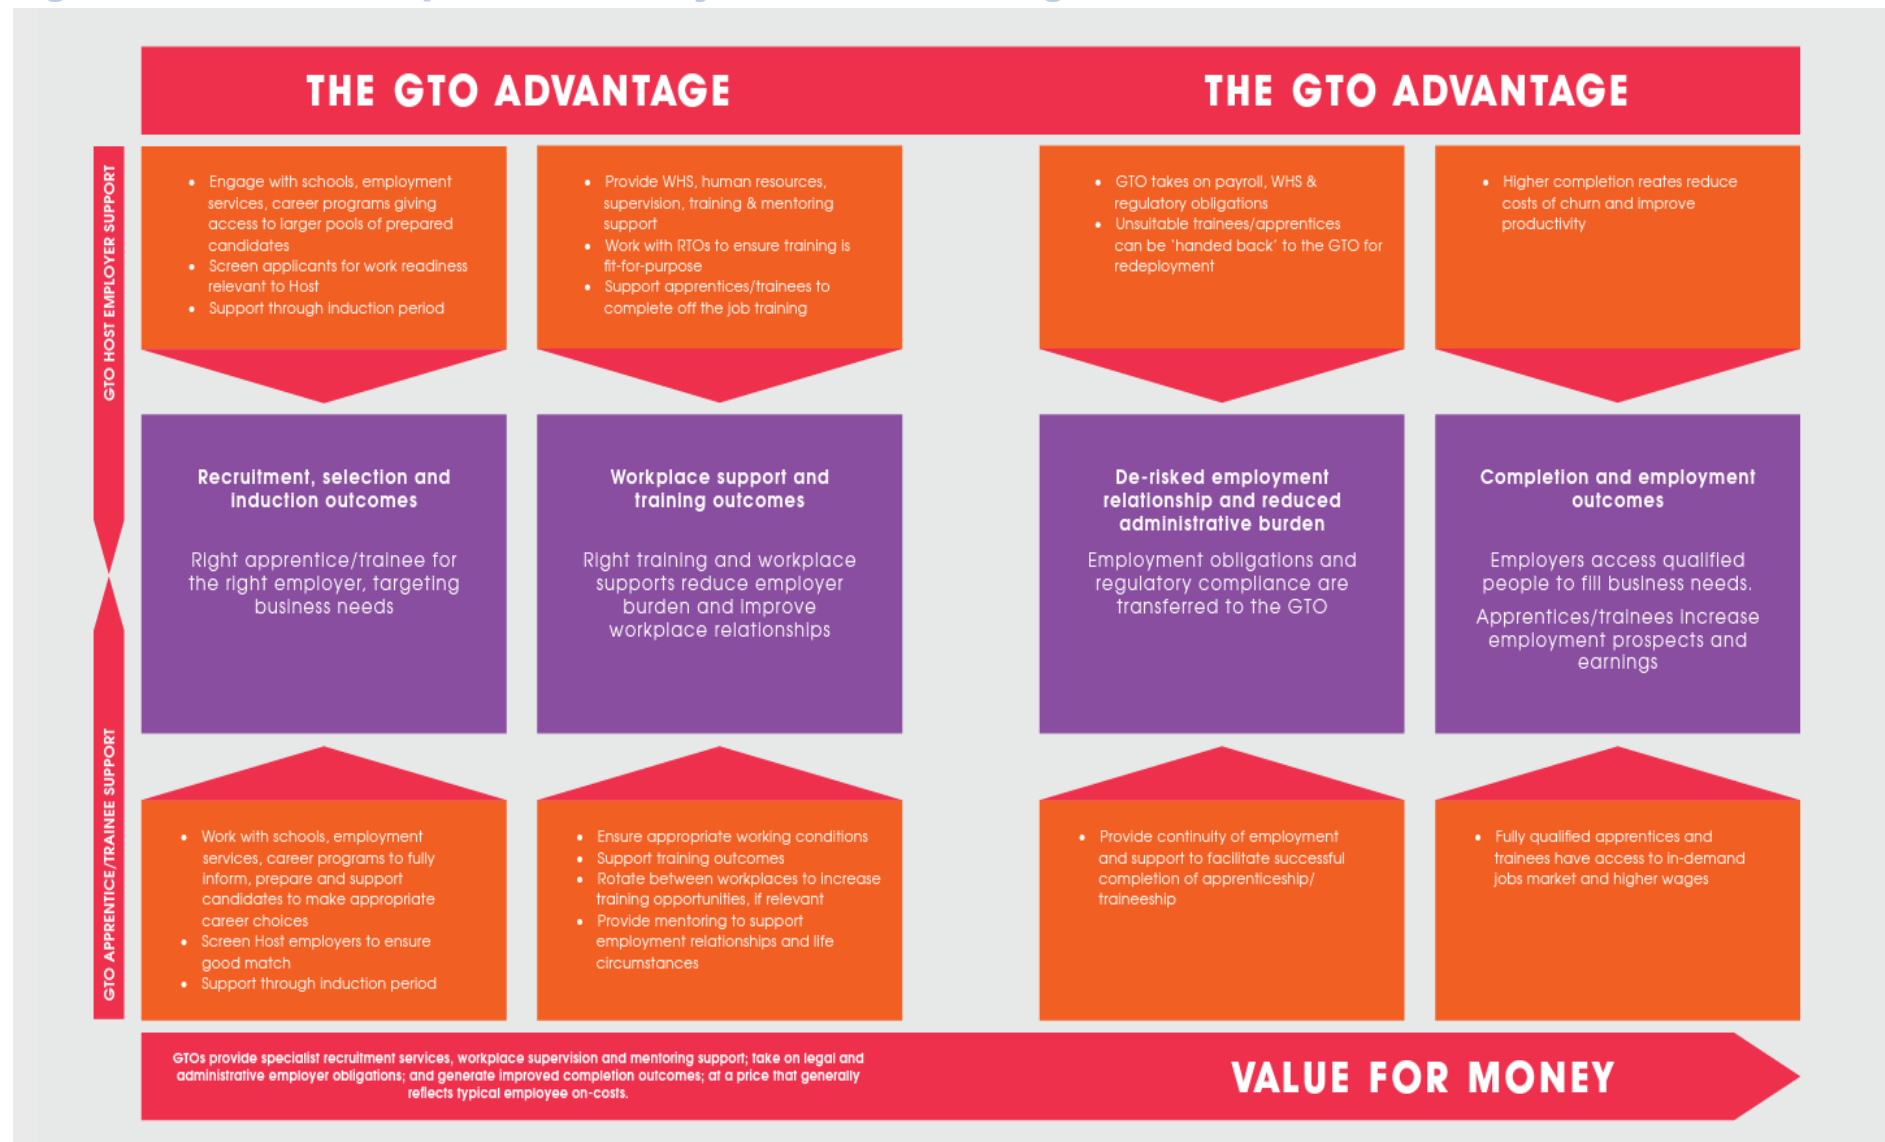 THE GTO ADVANTAGE
THE GTO ADVANTAGE
GTO HOST EMPLOYER SUPPORT
• Engage with schools, employment
services, career programs giving
access to larger pools of prepared
candidates
• Screen applicants for work readiness
relevant to Host
• Support through induction period
• Provide WHS, human resources,
supervision, training & mentoring
support
• Work with RTOs to ensure training is
fit-for-purpose
• Support apprentices/trainees to
complete off the job training
• GTO takes on payroll, WHS &
regulatory obligations
• Unsuitable trainees/apprentices
can be 'handed back' to the GTO for
redeployment
• Higher completion reates reduce
costs of churn and improve
productivity
Recruitment, selection and
induction outcomes
Right apprentice/trainee for
the right employer, targeting
business needs
Workplace support and
training outcomes
Right training and workplace
supports reduce employer
burden and improve
workplace relationships
De-risked employment
relationship and reduced
administrative burden
Employment obligations and
regulatory compliance are
transferred to the GTO
Completion and employment
outcomes
Employers access qualified
people to fill business needs.
Apprentices/trainees increase
employment prospects and
earnings
GTO APPRENTICE/TRAINEE SUPPORT
• Work with schools, employment
services, career programs to fully
inform, prepare and support
candidates to make appropriate
career choices
• Screen Host employers to ensure
good match
• Support through induction period
• Ensure appropriate working conditions
• Support training outcomes
• Rotate between workplaces to increase
training opportunities, if relevant
• Provide mentoring to support
employment relationships and life
circumstances
• Provide continuity of employment
and support to facilitate successful
completion of apprenticeship/
traineeship
• Fully qualified apprentices and
trainees have access to in-demand
jobs market and higher wages
GTOs provide specialist recruitment services, workplace supervision and mentoring support; take on legal and
administrative employer obligations; and generate improved completion outcomes; at a price that generally
reflects typical employee on-costs.
VALUE FOR MONEY